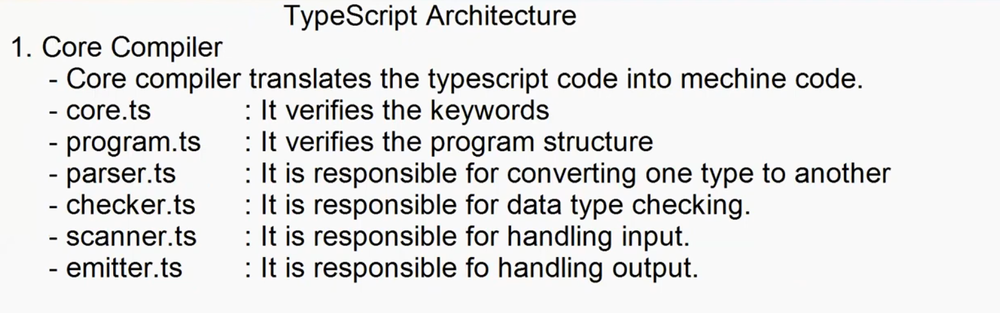 TypeScript Architecture
1. Core Compiler
- Core compiler translates the typescript code into mechine code.
- core.ts : It verifies the keywords
- program.ts : It verifies the program structure
- parser.ts : It is responsible for converting one type to another
- checker.ts : It is responsible for data type checking.
- scanner.ts : It is responsible for handling input.
- emitter.ts : It is responsible fo handling output.